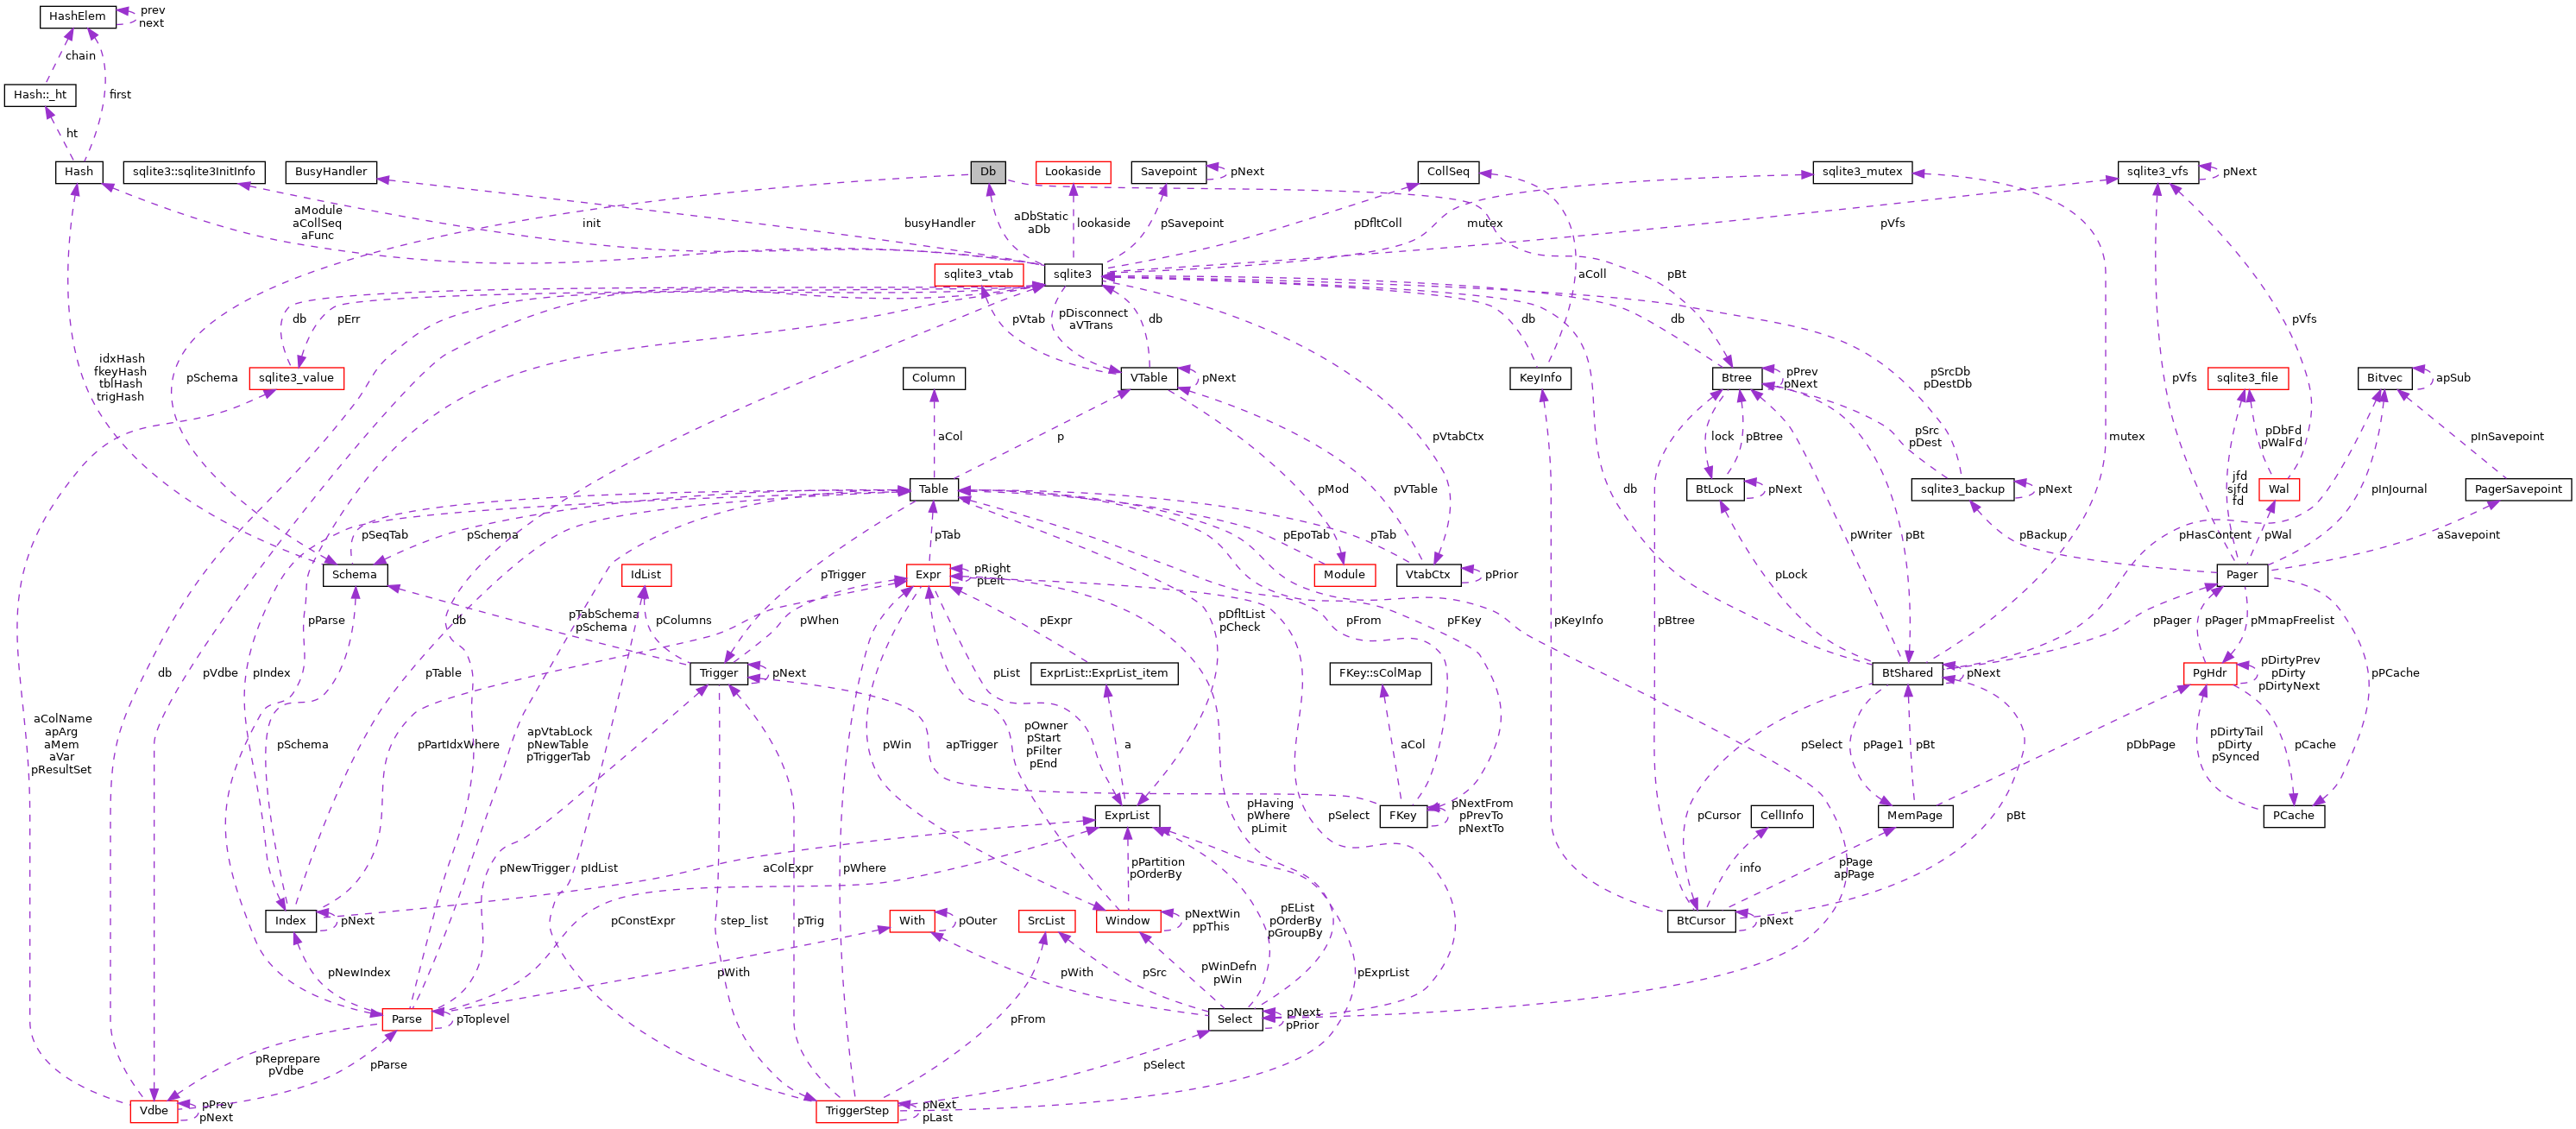 HashElem
prev
next
chain
Hash::_ht
first
ht
Hash
sqlite3::sqlite3InitInfo
BusyHandler
Db
Lookaside
Savepoint
pNext
CollSeq
sqlite3_mutex
sqlite3_vfs
pNext
aModule
aCollSeq
aFunc
init
busyHandler
aDbStatic
aDb
lookaside
pSavepoint
pDfltColl
mutex
pVfs
sqlite3_vtab
sqlite3
pBt
aColl
db
pErr
pVtab
pDisconnect
aVTrans
db
db
db
pVfs
idxHash
fkeyHash
tblHash
trigHash
pSchema
sqlite3_value
Column
VTable
pNext
KeyInfo
Btree
pPrev
pNext
pSrcDb
pDestDb
pVfs
sqlite3_file
Bitvec
apSub
aCol
p
pVtabCtx
lock
pBtree
pSrc
pDest
mutex
pDbFd
pWalFd
pInSavepoint
Table
pMod
pVTable
db
BtLock
pNext
sqlite3_backup
pNext
jfd
sjfd
fd
Wal
pInJournal
PagerSavepoint
pSeqTab
pSchema
pTab
pEpoTab
pTab
pWriter
pBt
pBackup
pHasContent
pWal
aSavepoint
Schema
IdList
pTrigger
Expr
pRight
pLeft
Module
VtabCtx
pPrior
pLock
Pager
pParse
db
pTabSchema
pSchema
pColumns
pWhen
pDfltList
pCheck
pExpr
pFrom
pFKey
pKeyInfo
pBtree
pPager
pPager
pMmapFreelist
db
pVdbe
pIndex
pTable
Trigger
pNext
pList
ExprList::ExprList_item
FKey::sColMap
BtShared
pNext
PgHdr
pDirtyPrev
pDirty
pDirtyNext
pPCache
aColName
apArg
aMem
aVar
pResultSet
pSchema
pPartIdxWhere
apVtabLock
pNewTable
pTriggerTab
pWin
apTrigger
pOwner
pStart
pFilter
pEnd
a
aCol
pSelect
pPage1
pBt
pDbPage
pDirtyTail
pDirty
pSynced
pCache
ExprList
pHaving
pWhere
pLimit
pSelect
FKey
pNextFrom
pPrevTo
pNextTo
pCursor
CellInfo
MemPage
pBt
PCache
pNewTrigger
pIdList
aColExpr
pWhere
pPartition
pOrderBy
info
pPage
apPage
Index
pNext
pConstExpr
step_list
pTrig
With
pOuter
SrcList
Window
pNextWin
ppThis
pEList
pOrderBy
pGroupBy
BtCursor
pNext
pNewIndex
pWith
pWith
pSrc
pWinDefn
pWin
pExprList
Parse
pToplevel
pFrom
Select
pNext
pPrior
pReprepare
pVdbe
pParse
pSelect
Vdbe
pPrev
pNext
TriggerStep
pNext
pLast